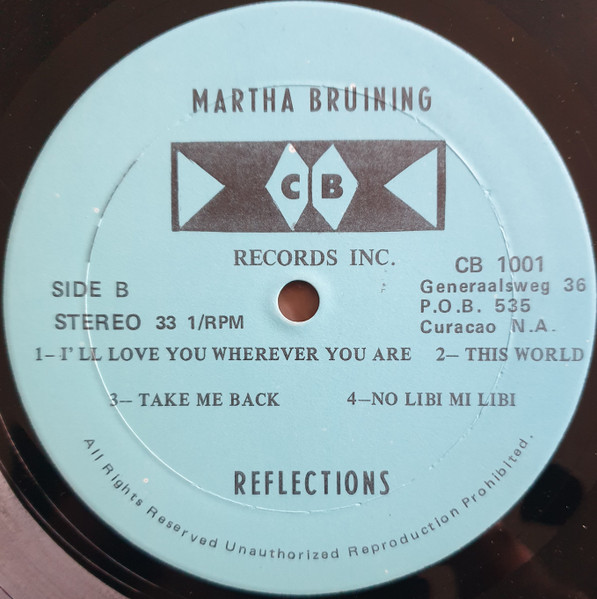 MARTHA BRUINING
CB
RECORDS INC.
SIDE B
STEREO 33 1/RPM
CB 1001
Generaalsweg 36
P.O.B. 535
Curacao N.A.
1–I'LL LOVE YOU WHEREVER YOU ARE 2– THIS WORLD
3– TAKE ME BACK 4–NO LIBI MI LIBI
REFLECTIONS
All Rights Reserved Unauthorized Reproduction Prohibited.